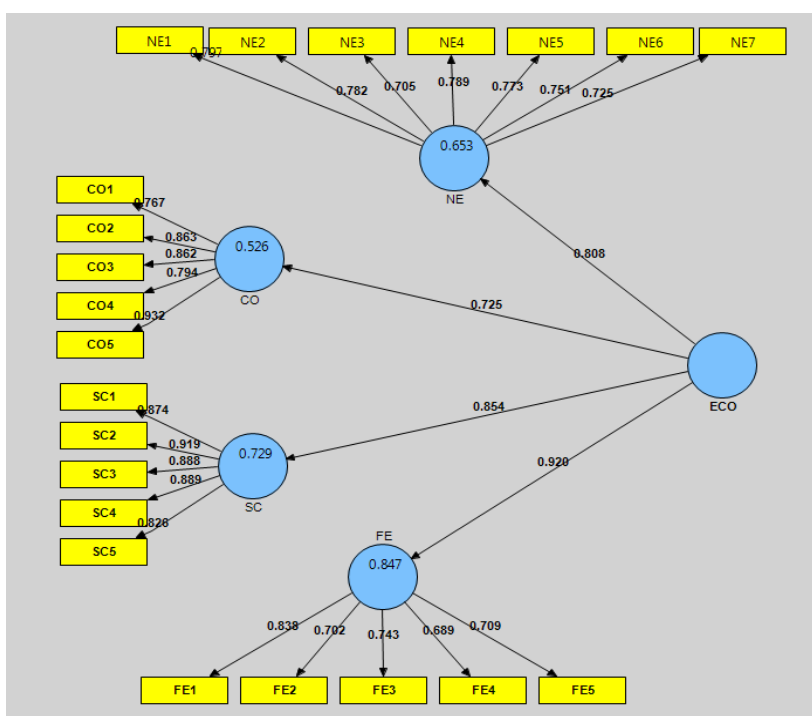 NE1 NE2 NE3 NE4 NE5 NE6 NE7
0.797 0.782 0.705 0.789 0.773 0.751 0.725
0.653
NE
CO1
CO2
CO3
CO4
CO5
0.767
0.863
0.862
0.794
0.932
0.526
CO
0.808
0.725
ECO
0.854
0.920
SC1
SC2
SC3
SC4
SC5
0.874
0.919
0.888
0.889
0.826
0.729
SC
FE
0.847
0.838 0.702 0.743 0.689 0.709
FE1 FE2 FE3 FE4 FE5